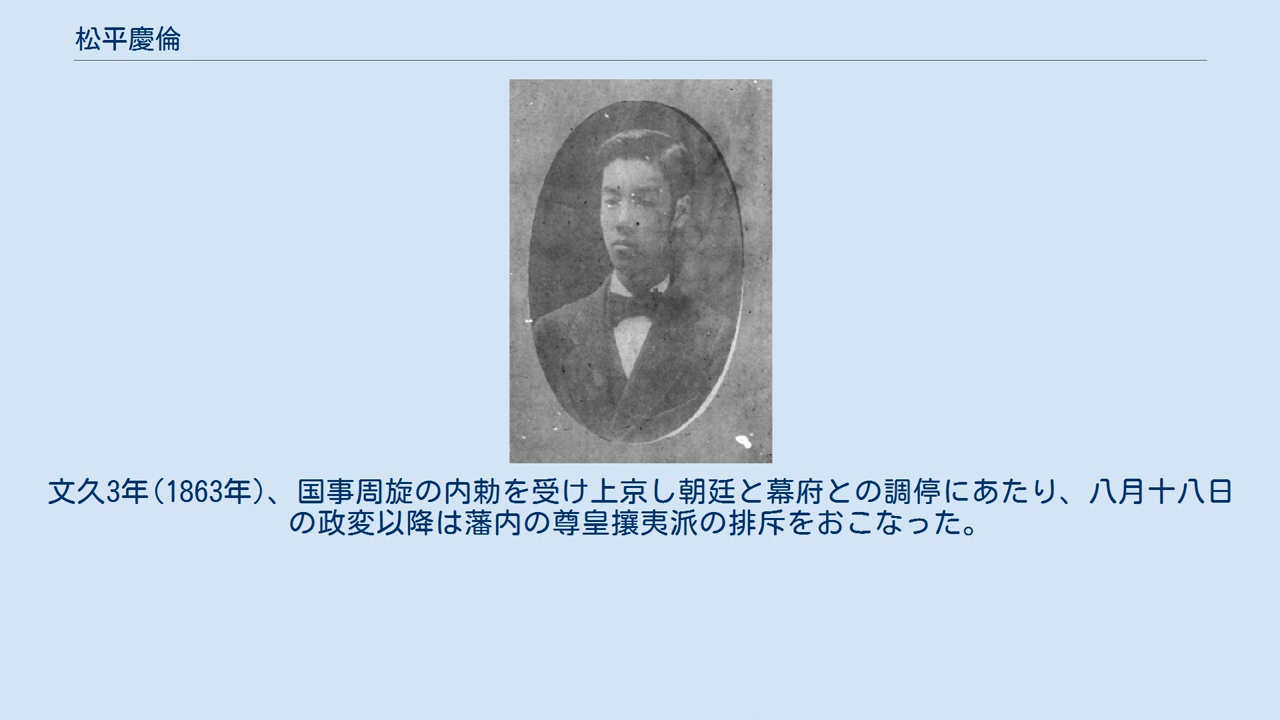 松平慶倫
文久3年(1863年)、国事周旋の内勅を受け上京し朝廷と幕府との調停にあたり、八月十八日
の政変以降は藩内の尊皇攘夷派の排斥をおこなった。